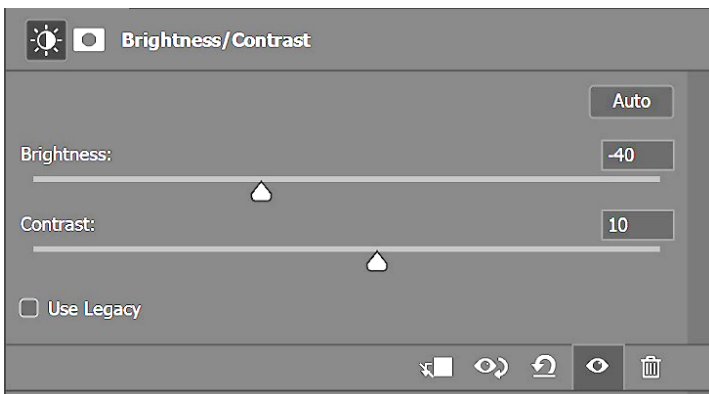 Brightness/Contrast
Auto
Brightness:
-40
Contrast:
10
Use Legacy